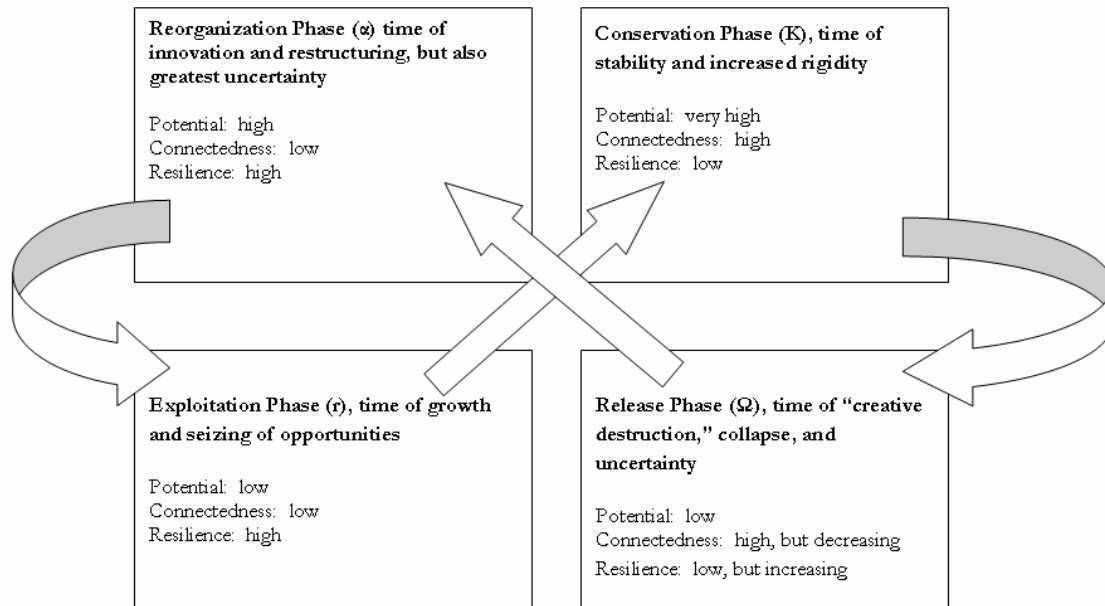 Reorganization Phase (α) time of
innovation and restructuring, but also
greatest uncertainty
Potential: high
Connectedness: low
Resilience: high
Conservation Phase (K), time of
stability and increased rigidity
Potential: very high
Connectedness: high
Resilience: low
Exploitation Phase (r), time of growth
and seizing of opportunities
Potential: low
Connectedness: low
Resilience: high
Release Phase (Ω), time of “creative
destruction,” collapse, and
uncertainty
Potential: low
Connectedness: high, but decreasing
Resilience: low, but increasing